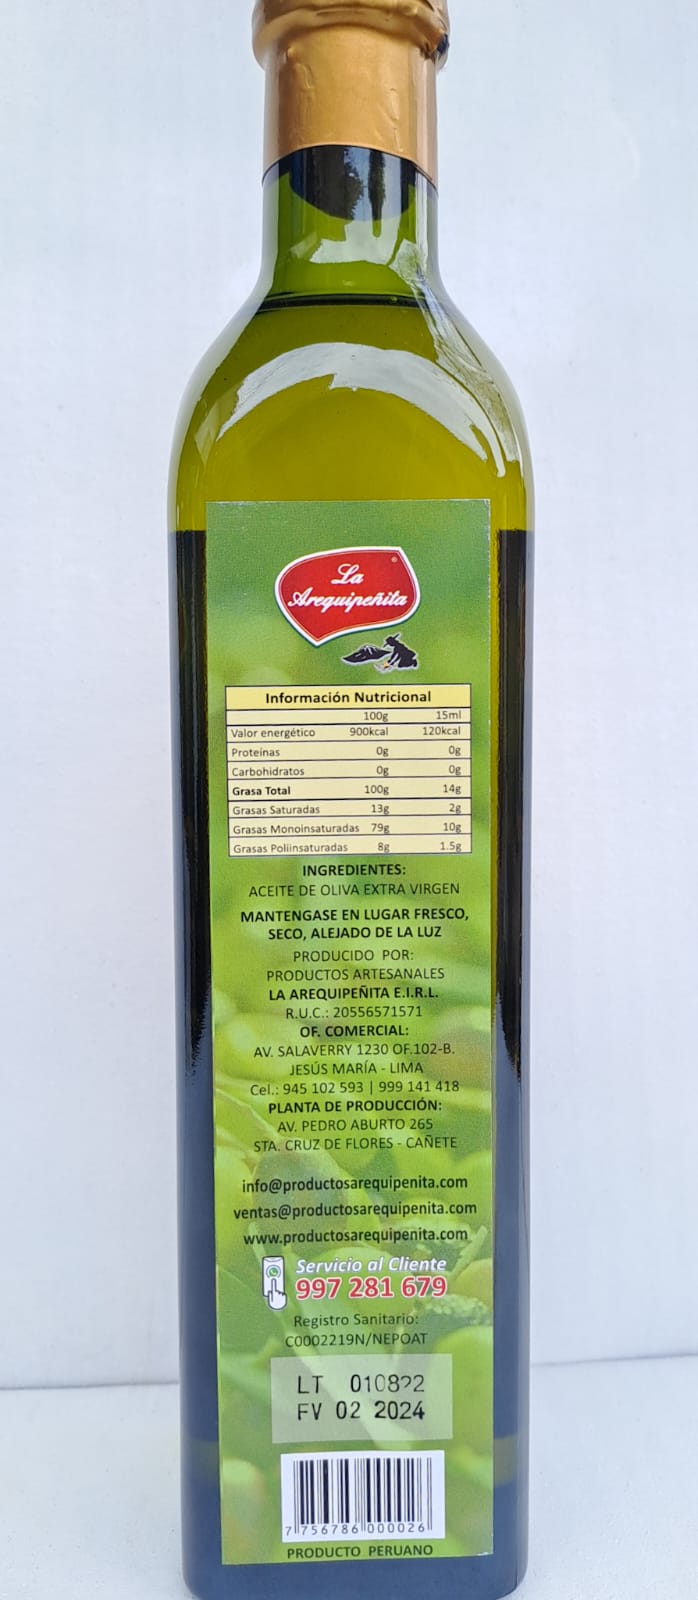 La
Arequipeñita
®
Información Nutricional
100g 15ml
Valor energético 900kcal 120kcal
Proteínas 0g 0g
Carbohidratos 0g 0g
Grasa Total 100g 14g
Grasas Saturadas 13g 2g
Grasas Monoinsaturadas 79g 10g
Grasas Poliinsaturadas 8g 1.5g
INGREDIENTES:
ACEITE DE OLIVA EXTRA VIRGEN
MANTENGASE EN LUGAR FRESCO,
SECO, ALEJADO DE LA LUZ
PRODUCIDO POR:
PRODUCTOS ARTESANALES
LA AREQUIPEÑITA E.I.R.L.
R.U.C.: 20556571571
OF. COMERCIAL:
AV. SALAVERRY 1230 OF.102-B.
JESÚS MARÍA - LIMA
Cel.: 945 102 593 | 999 141 418
PLANTA DE PRODUCCIÓN:
AV. PEDRO ABURTO 265
STA. CRUZ DE FLORES - CAÑETE
info@productosarequipenita.com
ventas@productosarequipenita.com
www.productosarequipenita.com
Servicio al Cliente
997 281 679
Registro Sanitario:
C0002219N/NEPOAT
LT 010822
FV 02 2024
7 756786 000026
PRODUCTO PERUANO